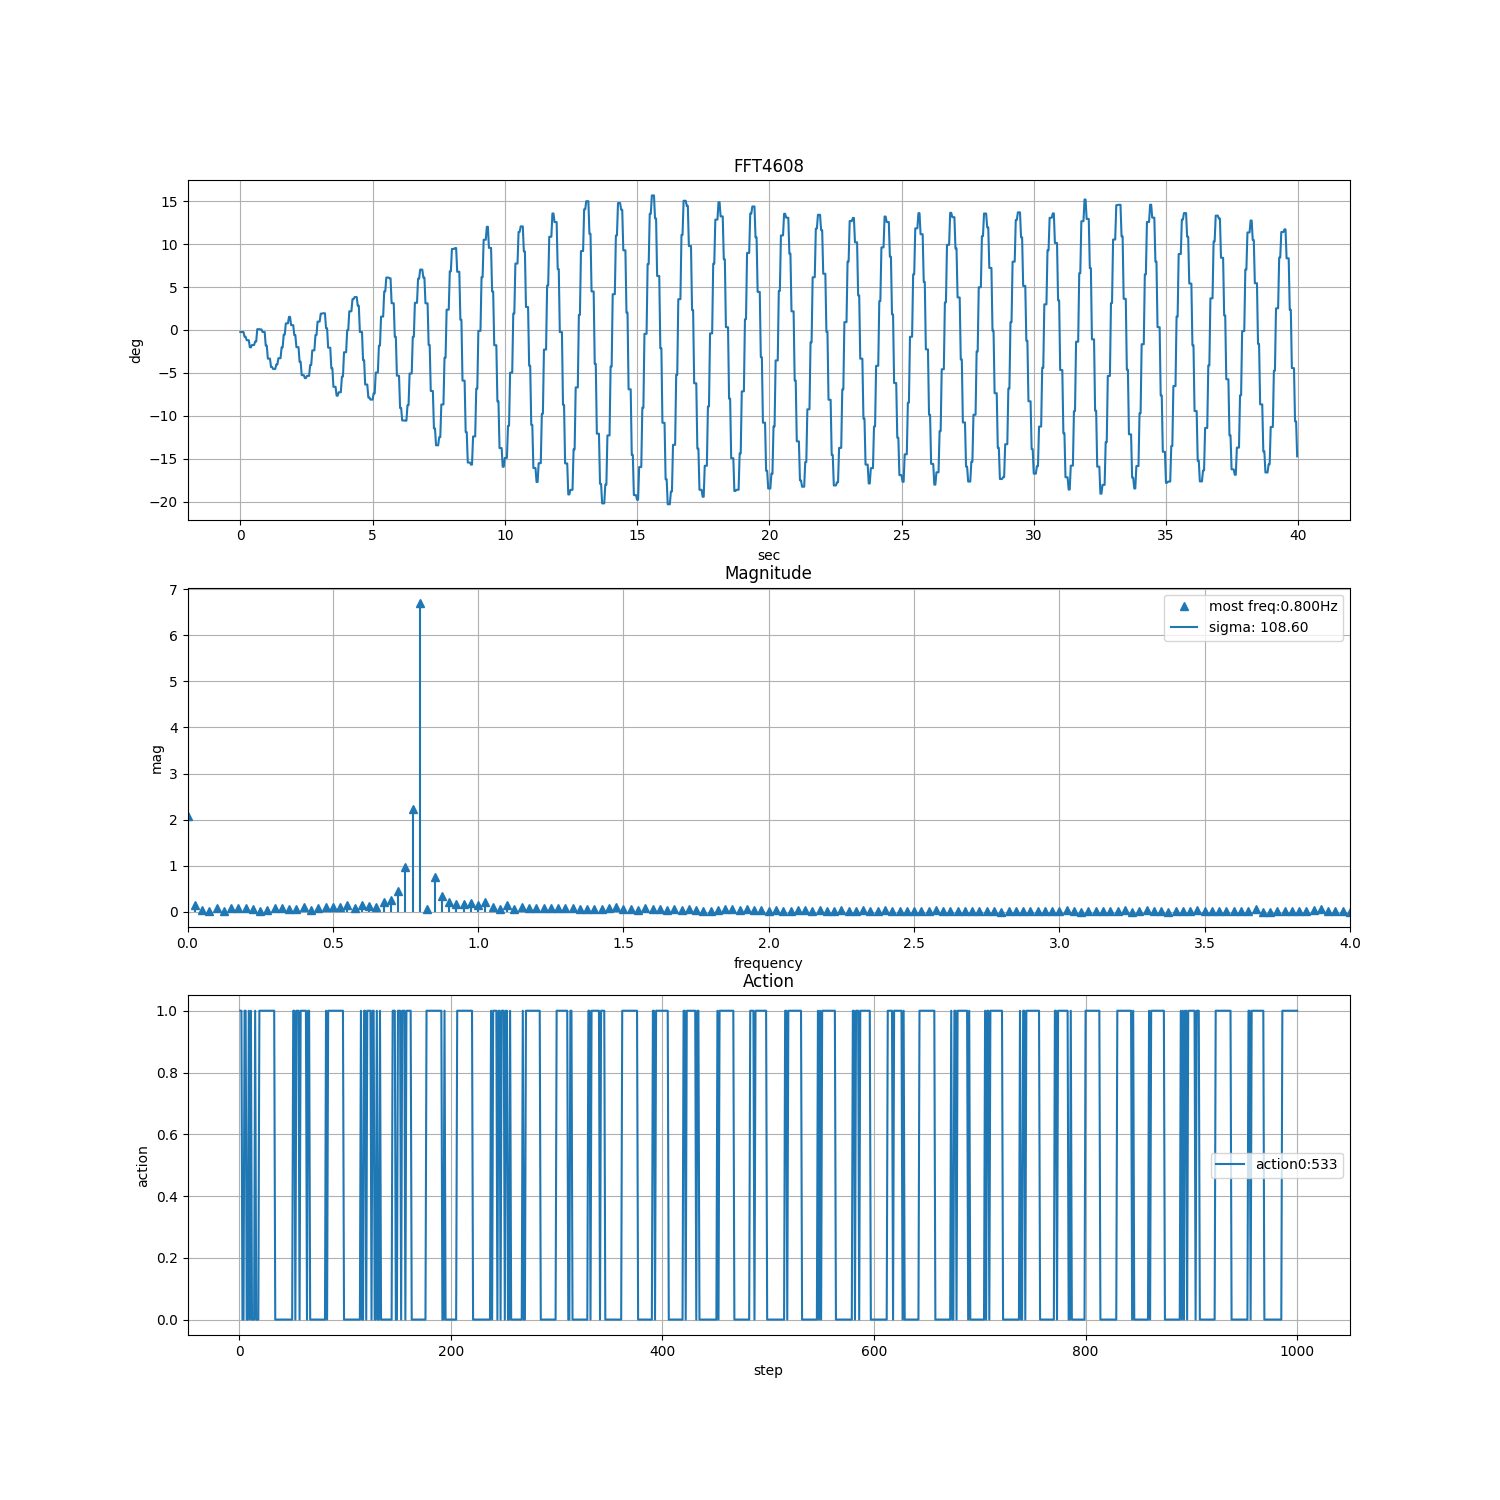 FFT4608
15
10
5
0
−5
−10
−15
−20
deg
0 5 10 15 20 25 30 35 40
sec
Magnitude
7
6
5
4
3
2
1
0
mag
most freq:0.800Hz
sigma: 108.60
0.0 0.5 1.0 1.5 2.0 2.5 3.0 3.5 4.0
frequency
Action
1.0
0.8
0.6
0.4
0.2
0.0
action
action0:533
0 200 400 600 800 1000
step